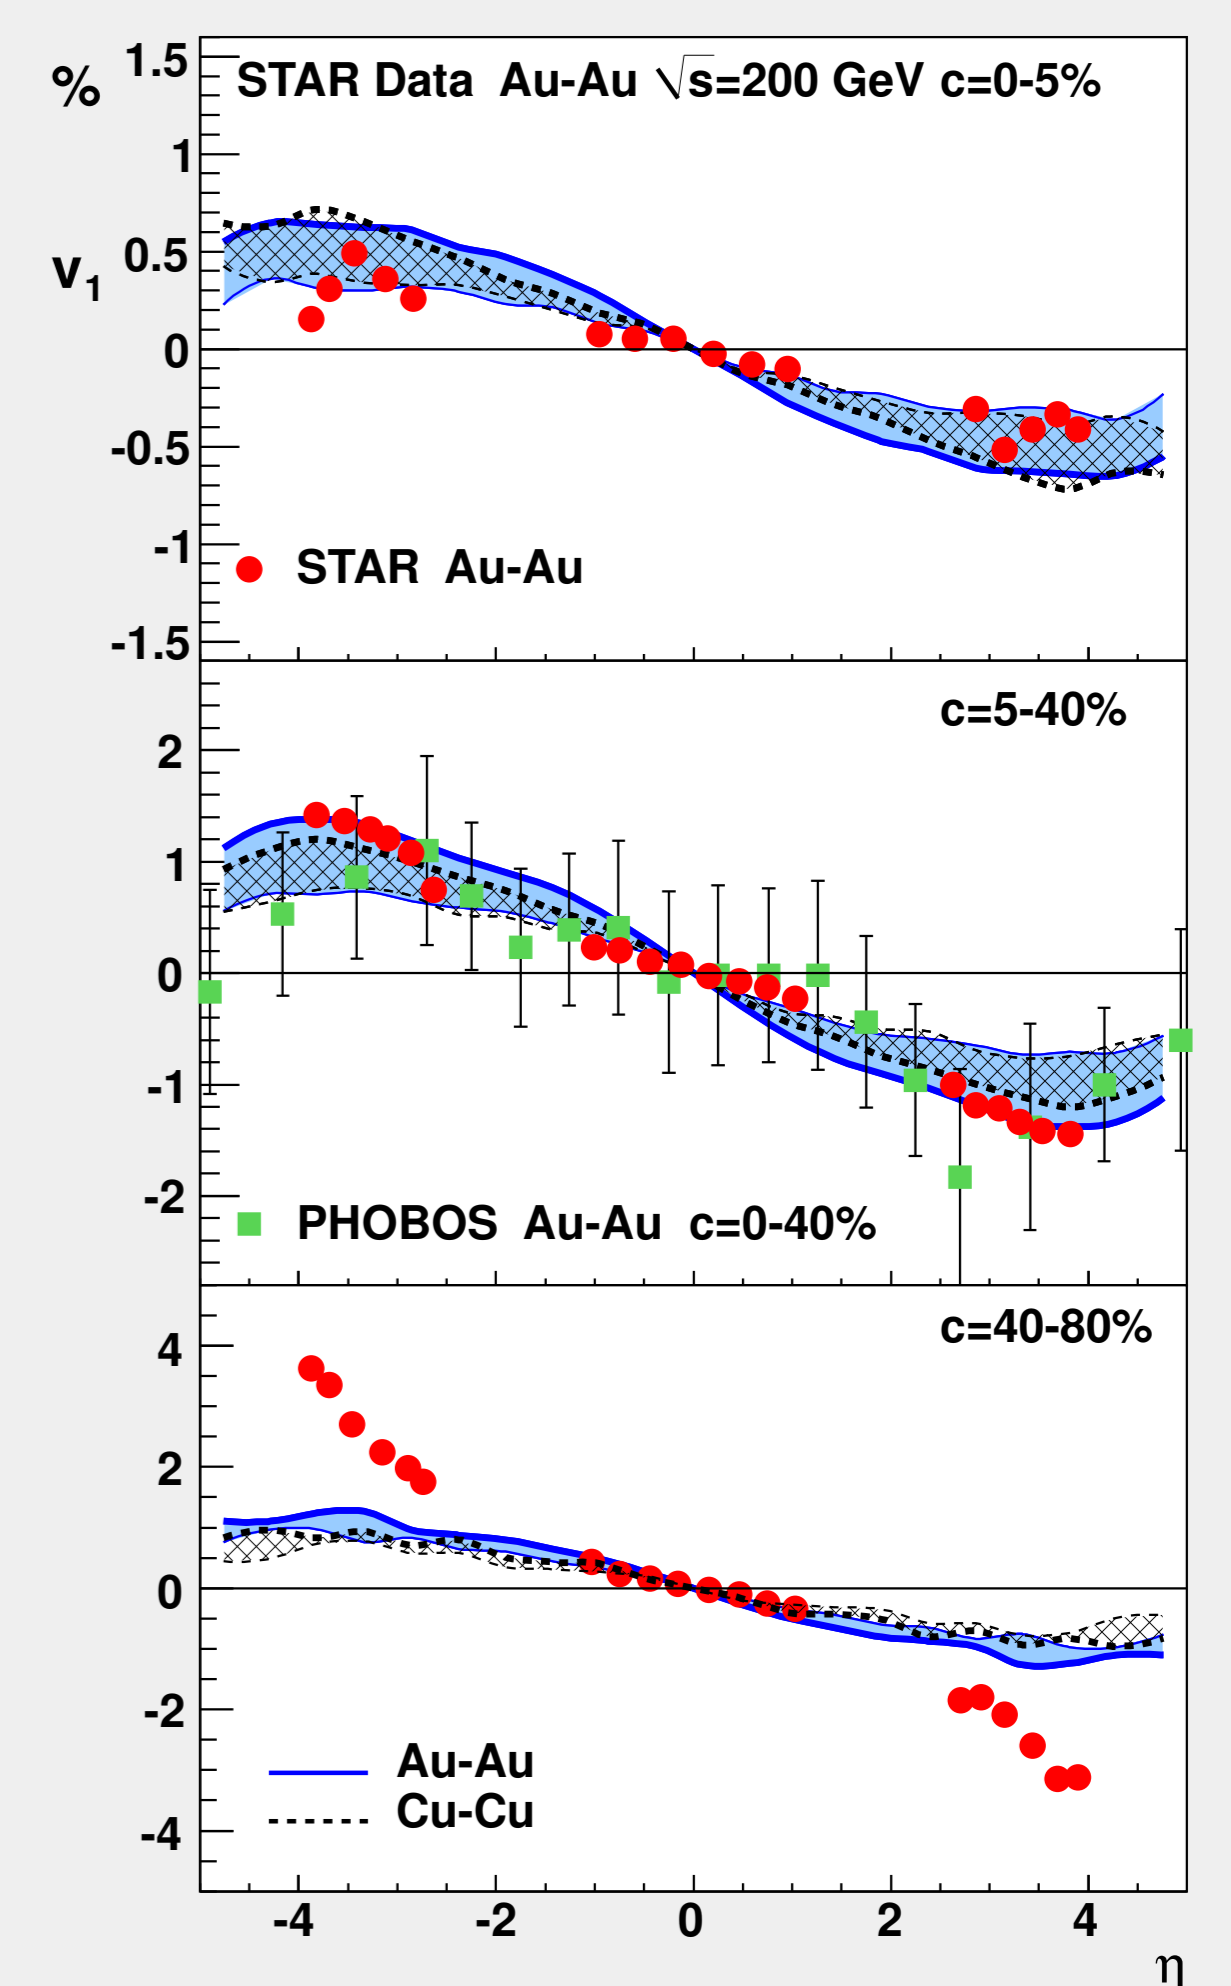 % 1.5 STAR Data Au-Au √s=200 GeV c=0-5%
1
v₁ 0.5
0
-0.5
-1 STAR Au-Au
-1.5
c=5-40%
2
1
0
-1
-2 PHOBOS Au-Au c=0-40%
c=40-80%
4
2
0
-2
Au-Au
Cu-Cu
-4
-4 -2 0 2 4
η